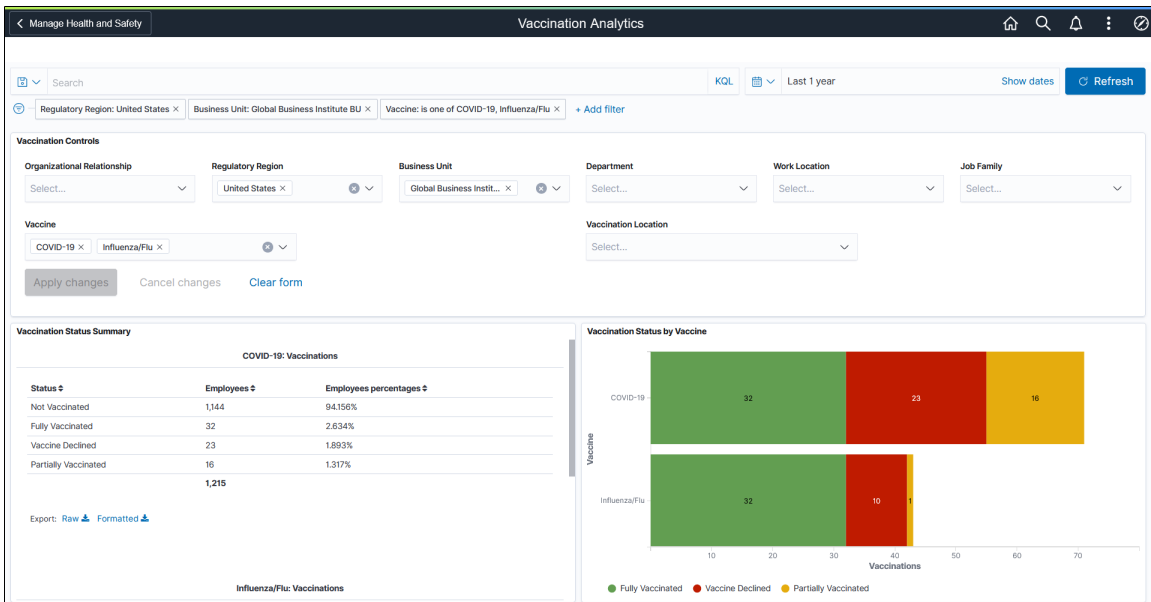 Manage Health and Safety
Vaccination Analytics
Search
KQL
Last 1 year
Show dates
Refresh
Regulatory Region: United States ×
Business Unit: Global Business Institute BU ×
Vaccine: is one of COVID-19, Influenza/Flu ×
+ Add filter
Vaccination Controls
Organizational Relationship
Regulatory Region
Business Unit
Department
Work Location
Job Family
Select...
United States ×
Global Business Instit... ×
Select...
Select...
Select...
Vaccine
Vaccination Location
COVID-19 ×
Influenza/Flu ×
Select...
Apply changes
Cancel changes
Clear form
Vaccination Status Summary
COVID-19: Vaccinations
Status Employees Employees percentages
Not Vaccinated 1,144 94.156%
Fully Vaccinated 32 2.634%
Vaccine Declined 23 1.893%
Partially Vaccinated 16 1.317%
1,215
Export: Raw Formatted
Influenza/Flu: Vaccinations
Vaccination Status by Vaccine
Vaccine
COVID-19 32 23 16
Influenza/Flu 32 10 1
10 20 30 40 50 60 70
Vaccinations
Fully Vaccinated Vaccine Declined Partially Vaccinated